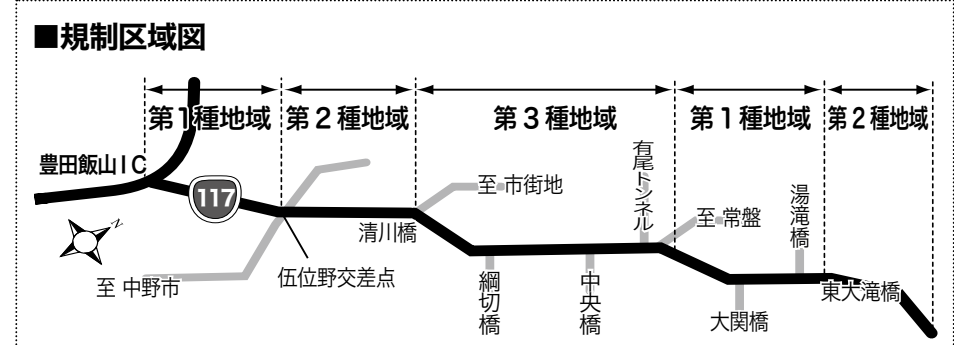 ■規制区域図
第1種地域
第2種地域
第3種地域
第1種地域
第2種地域
豊田飯山IC
117
至 市街地
有尾トンネル
至 常盤
湯滝橋
清川橋
N
至 中野市
伍位野交差点
綱切橋
中央橋
大関橋
東大滝橋